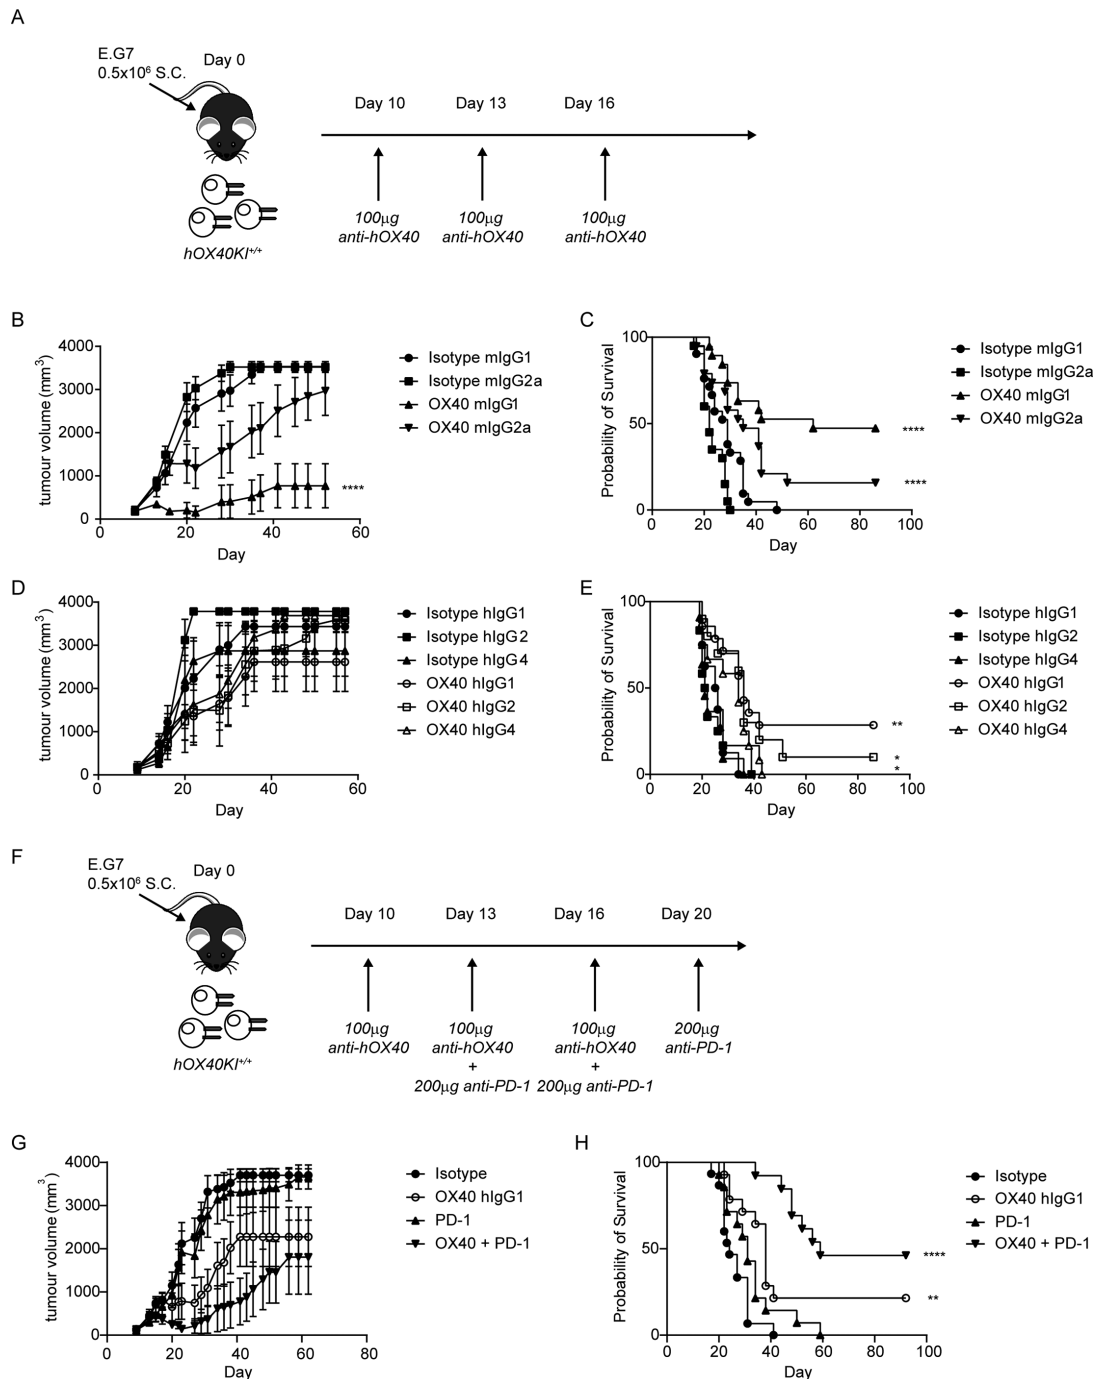 A
E.G7
0.5x10⁶ S.C.
Day 0
Day 10
Day 13
Day 16
100µg
anti-hOX40
100µg
anti-hOX40
100µg
anti-hOX40
hOX40KI+/+
B
tumour volume (mm³)
4000
3000
2000
1000
0
0
20
40
60
Day
****
Isotype mIgG1
Isotype mIgG2a
OX40 mIgG1
OX40 mIgG2a
C
Probability of Survival
100
50
0
0
20
40
60
80
100
Day
****
****
Isotype mIgG1
Isotype mIgG2a
OX40 mIgG1
OX40 mIgG2a
D
tumour volume (mm³)
4000
3000
2000
1000
0
0
20
40
60
Day
Isotype hIgG1
Isotype hIgG2
Isotype hIgG4
OX40 hIgG1
OX40 hIgG2
OX40 hIgG4
E
Probability of Survival
100
50
0
0
20
40
60
80
100
Day
**
*
*
Isotype hIgG1
Isotype hIgG2
Isotype hIgG4
OX40 hIgG1
OX40 hIgG2
OX40 hIgG4
F
E.G7
0.5x10⁶ S.C.
Day 0
Day 10
Day 13
Day 16
Day 20
100µg
anti-hOX40
100µg
anti-hOX40
+
200µg anti-PD-1
100µg
anti-hOX40
+
200µg anti-PD-1
200µg
anti-PD-1
hOX40KI+/+
G
tumour volume (mm³)
4000
3000
2000
1000
0
0
20
40
60
80
Day
Isotype
OX40 hIgG1
PD-1
OX40 + PD-1
H
Probability of Survival
100
50
0
0
20
40
60
80
100
Day
****
**
Isotype
OX40 hIgG1
PD-1
OX40 + PD-1